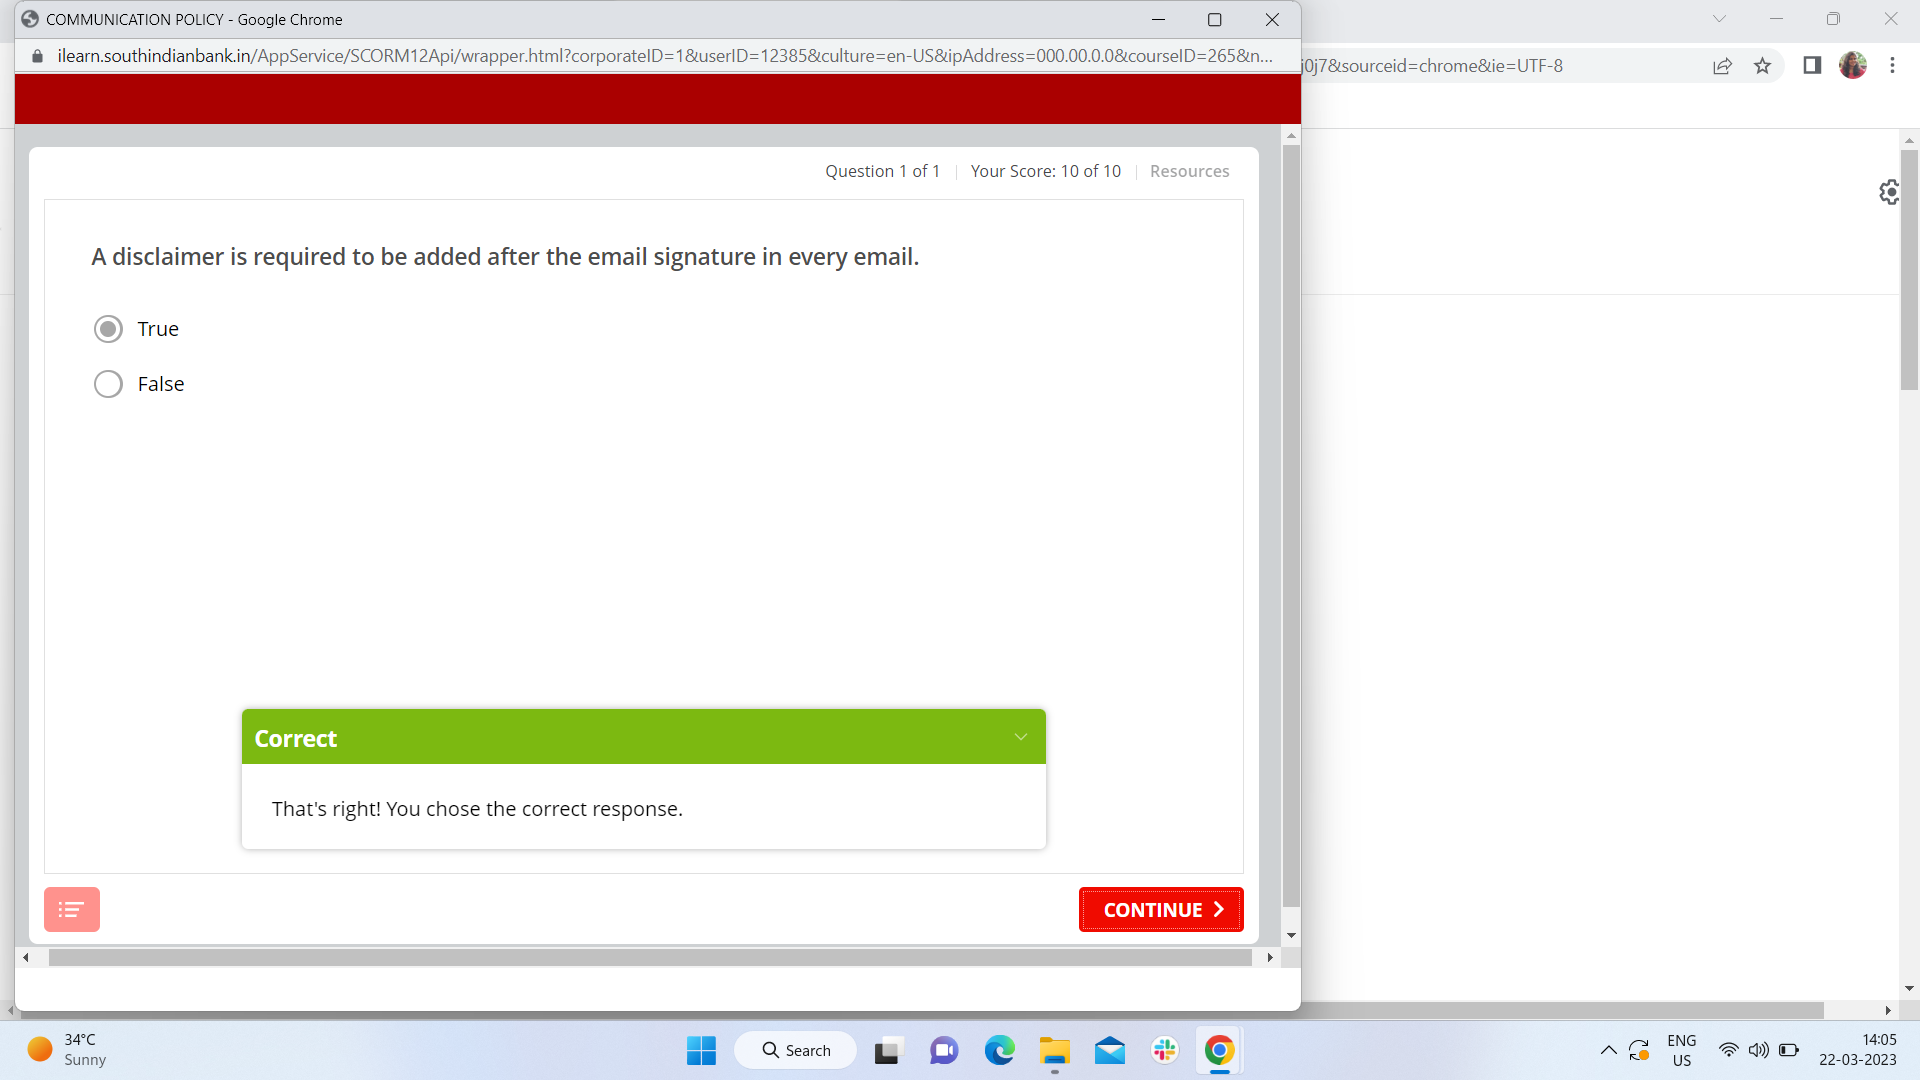 COMMUNICATION POLICY - Google Chrome
ilearn.southindianbank.in/AppService/SCORM12Api/wrapper.html?corporateID=1&userID=12385&culture=en-US&ipAddress=000.00.0.0&courseID=265&n...
j0j7&sourceid=chrome&ie=UTF-8
Question 1 of 1 | Your Score: 10 of 10 | Resources
A disclaimer is required to be added after the email signature in every email.
True
False
Correct
That's right! You chose the correct response.
CONTINUE
34°C
Sunny
Search
ENG
US
14:05
22-03-2023